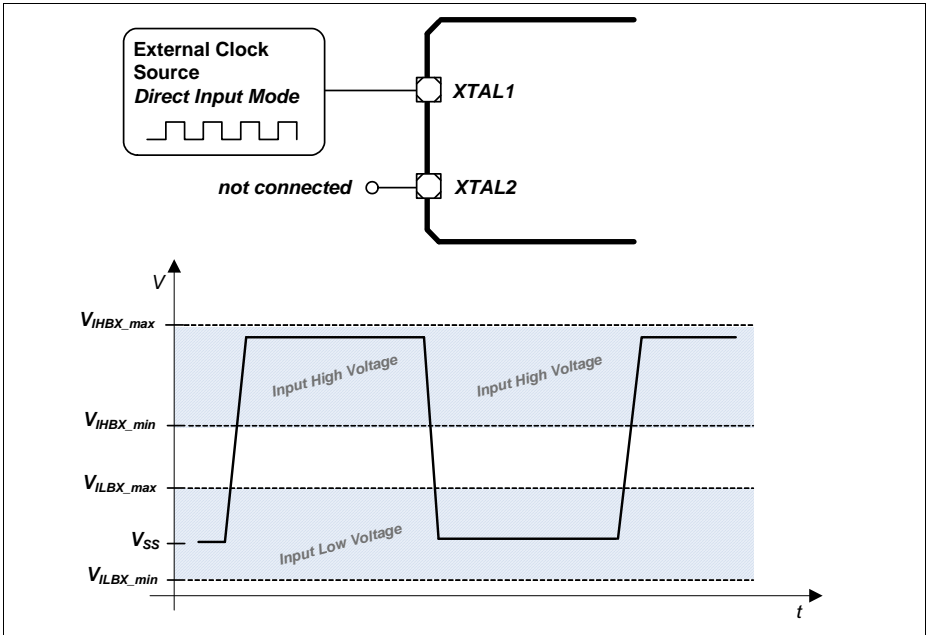 External Clock
Source
Direct Input Mode
XTAL1
not connected
XTAL2
V
VIHBX_max
Input High Voltage
Input High Voltage
VIHBX_min
VILBX_max
Input Low Voltage
VSS
VILBX_min
t